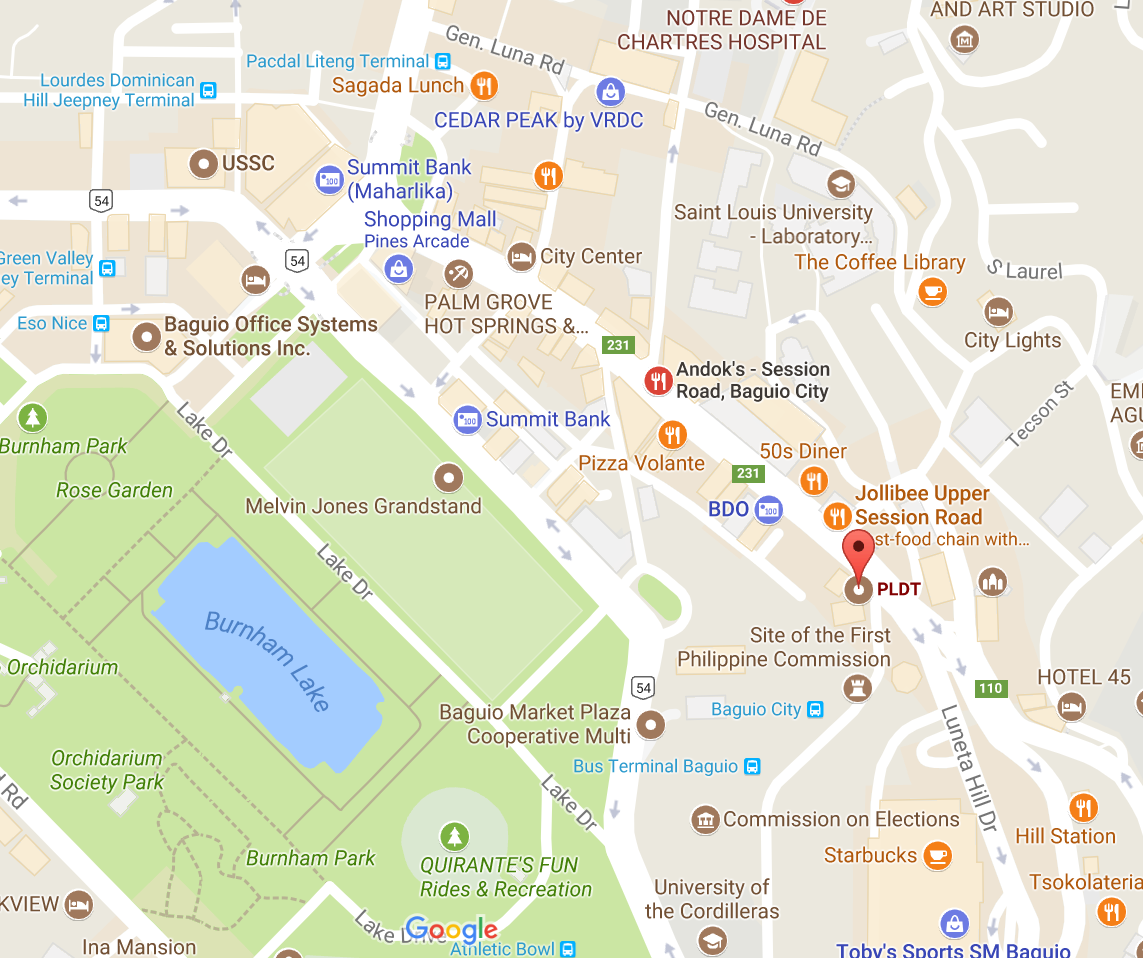 AND ART STUDIO
NOTRE DAME DE
CHARTRES HOSPITAL
Gen. Luna Rd
Pacdal Liteng Terminal
Lourdes Dominican
Hill Jeepney Terminal
Sagada Lunch
CEDAR PEAK by VRDC
Gen. Luna Rd
USSC
Summit Bank
(Maharlika)
100
54
Shopping Mall
Pines Arcade
Saint Louis University
- Laboratory...
54
City Center
Green Valley
ey Terminal
The Coffee Library
S Laurel
PALM GROVE
HOT SPRINGS &...
Eso Nice
Baguio Office Systems
& Solutions Inc.
City Lights
231
Andok's - Session
Road, Baguio City
Tecson St
EM
AGU
Lake Dr
100
Summit Bank
Burnham Park
Pizza Volante
50s Diner
231
Rose Garden
Melvin Jones Grandstand
BDO
100
Jollibee Upper
Session Road
st-food chain with...
Lake Dr
PLDT
Burnham Lake
Site of the First
Philippine Commission
Orchidarium
54
110
HOTEL 45
Baguio City
Baguio Market Plaza
Cooperative Multi
Luneta Hill Dr
Orchidarium
Society Park
Bus Terminal Baguio
d Rd
Lake Dr
Commission on Elections
Hill Station
Burnham Park
QUIRANTE'S FUN
Rides & Recreation
Starbucks
Tsokolateria
University of
the Cordilleras
KVIEW
Lake Drive
Google
Ina Mansion
Athletic Bowl
Toby's Sports SM Baguio